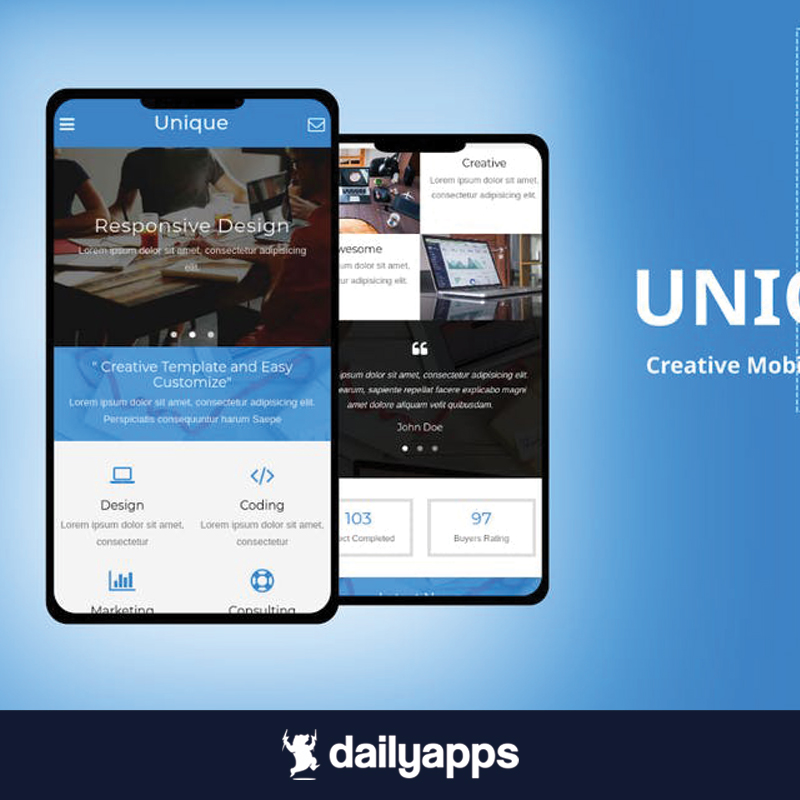 Unique
Responsive Design
Lorem ipsum dolor sit amet, consectetur adipisicing
elit.
" Creative Template and Easy
Customize"
Lorem ipsum dolor sit amet, consectetur adipisicing elit.
Perspiciatis consequuntur harum Saepe
Design
Coding
Lorem ipsum dolor sit amet,
consectetur
Lorem ipsum dolor sit amet,
consectetur
Marketing
Consulting
Creative
Lorem ipsum dolor sit amet,
consectetur adipisicing elit.
wesome
um dolor sit amet,
ur adipisicing elit.
ipsum dolor sit amet, consectetur adipisicing elit.
earum, sapiente repellat facere explicabo magni
amet dolore aliquam velit quibusdam.
John Doe
103
ct Completed
97
Buyers Rating
UNIQ
Creative Mobi
dailyapps